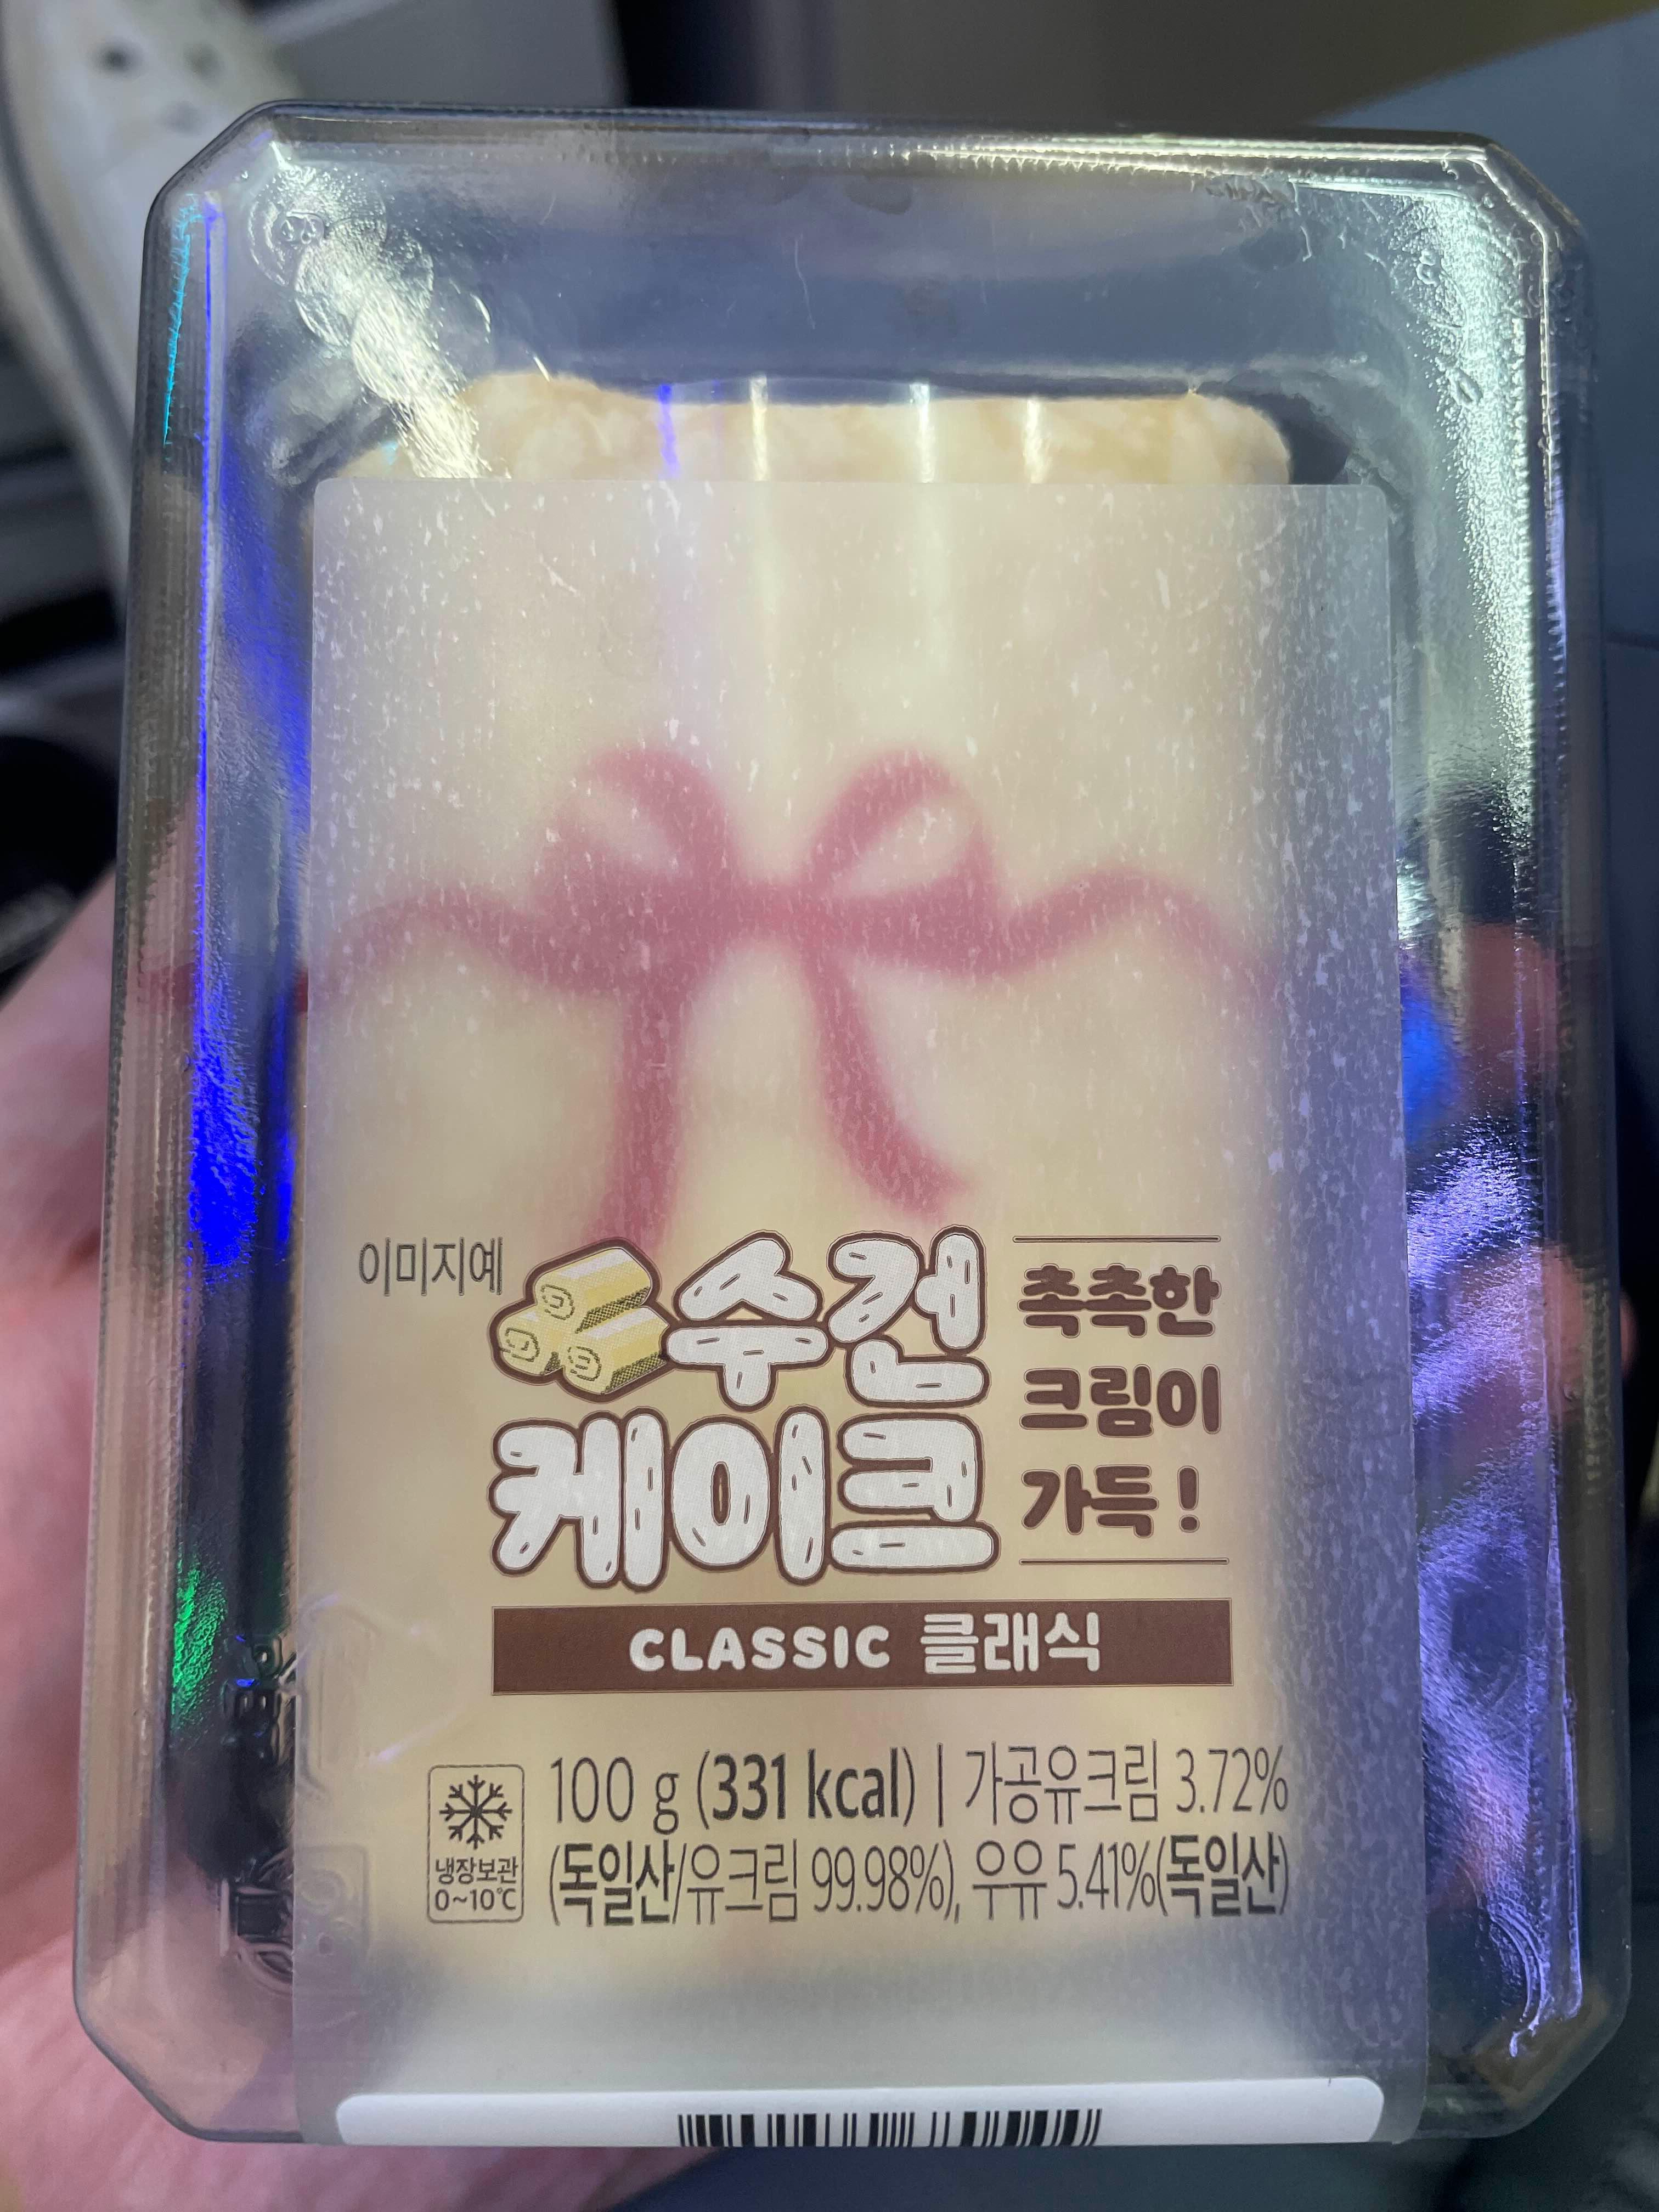 이미지예
수건
케이크
촉촉한
크림이
가득!
CLASSIC 클래식
냉장보관
0~10℃
100 g (331 kcal) | 가공유크림 3.72%
(독일산/유크림 99.98%), 우유 5.41%(독일산)